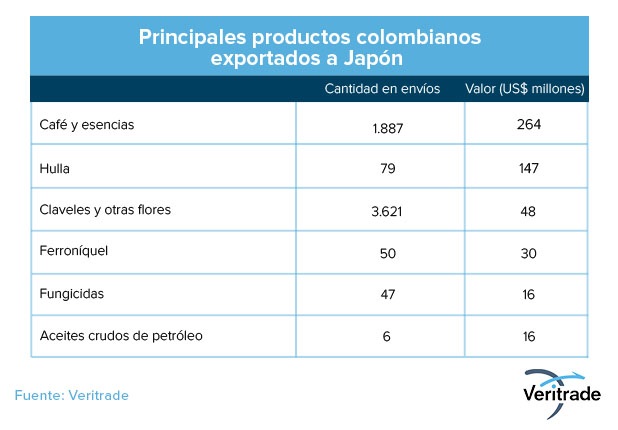 Principales productos colombianos
exportados a Japón
Cantidad en envíos Valor (US$ millones)
Café y esencias 1.887 264
Hulla 79 147
Claveles y otras flores 3.621 48
Ferroníquel 50 30
Fungicidas 47 16
Aceites crudos de petróleo 6 16
Fuente: Veritrade
Veritrade